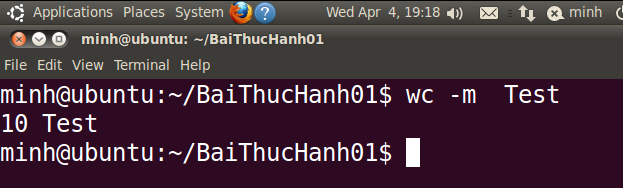 Applications Places System ? Wed Apr 4, 19:18 minh
minh@ubuntu: ~/BaiThucHanh01
File Edit View Terminal Help
minh@ubuntu:~/BaiThucHanh01$ wc -m  Test
10 Test
minh@ubuntu:~/BaiThucHanh01$